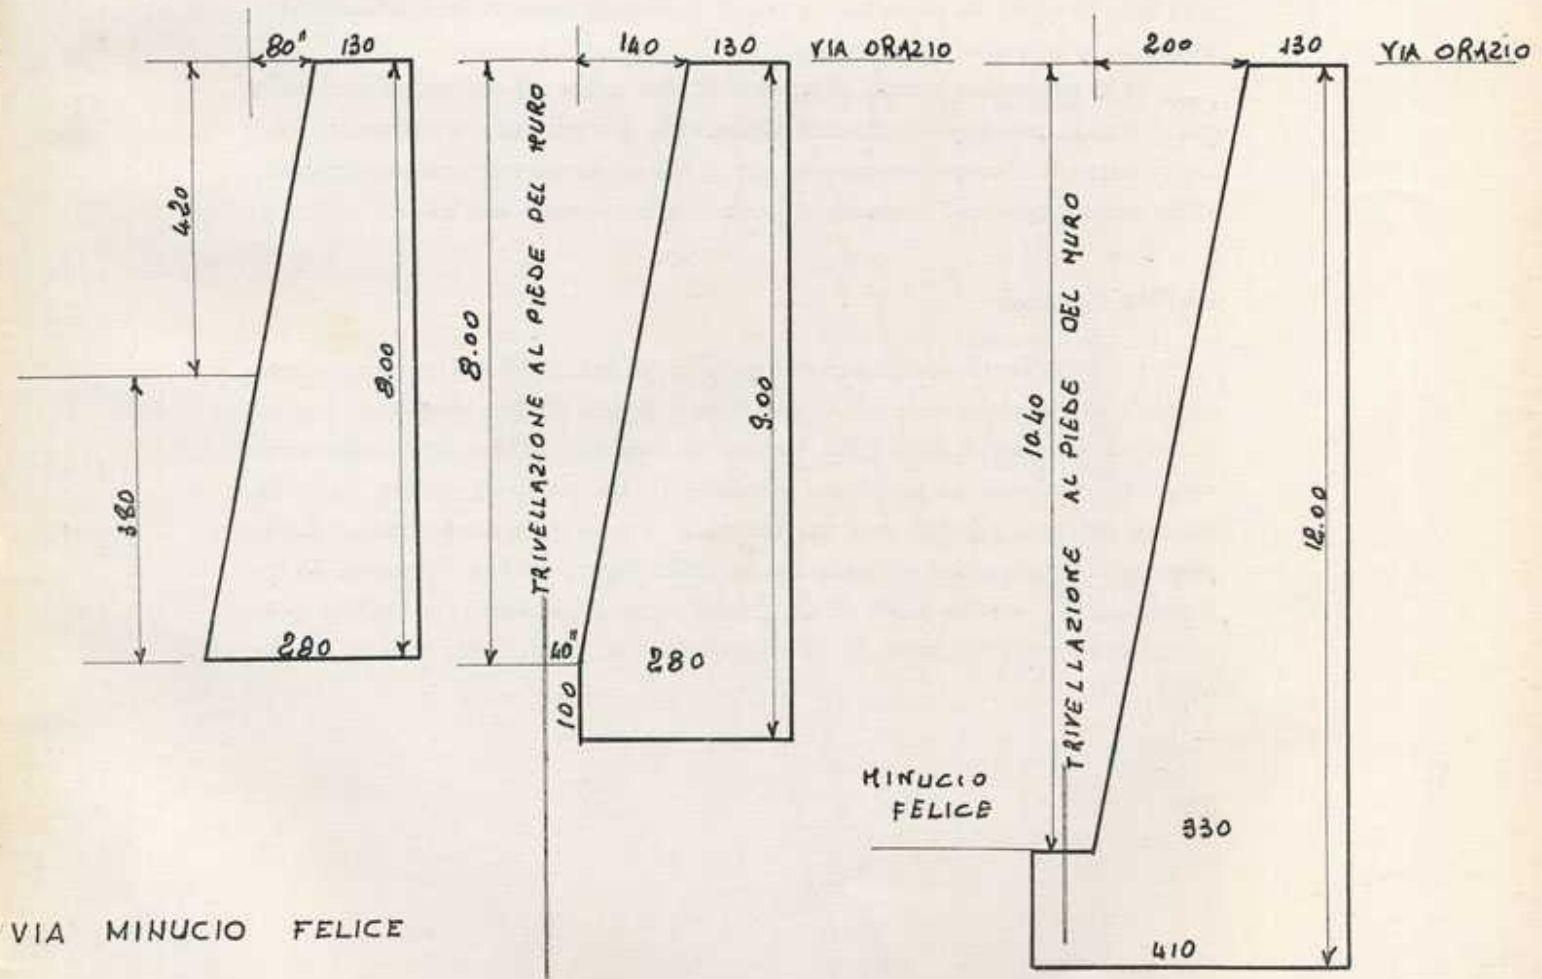 80"
130
420
8.00
380
280
140
130
VIA ORAZIO
8.00
TRIVELLAZIONE AL PIEDE DEL MURO
9.00
40"
280
100
200
130
VIA ORAZIO
10.40
TRIVELLAZIONE AL PIEDE DEL MURO
12.00
MINUCIO
FELICE
330
410
VIA MINUCIO FELICE